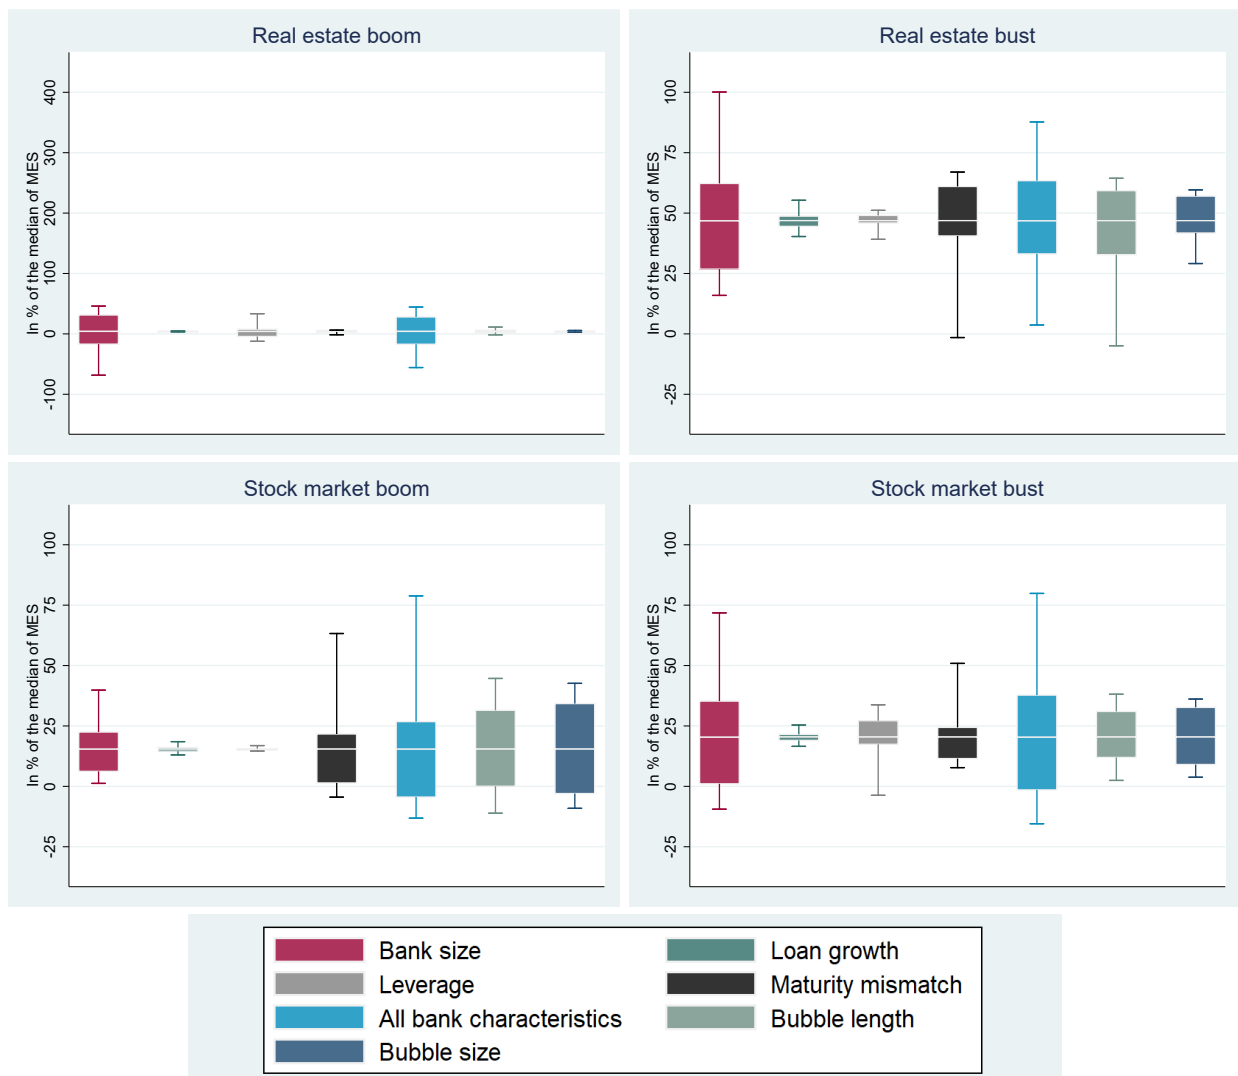 Real estate boom
In % of the median of MES
400
300
200
100
0
-100
Real estate bust
In % of the median of MES
100
75
50
25
0
-25
Stock market boom
In % of the median of MES
100
75
50
25
0
-25
Stock market bust
In % of the median of MES
100
75
50
25
0
-25
Bank size
Loan growth
Leverage
Maturity mismatch
All bank characteristics
Bubble length
Bubble size